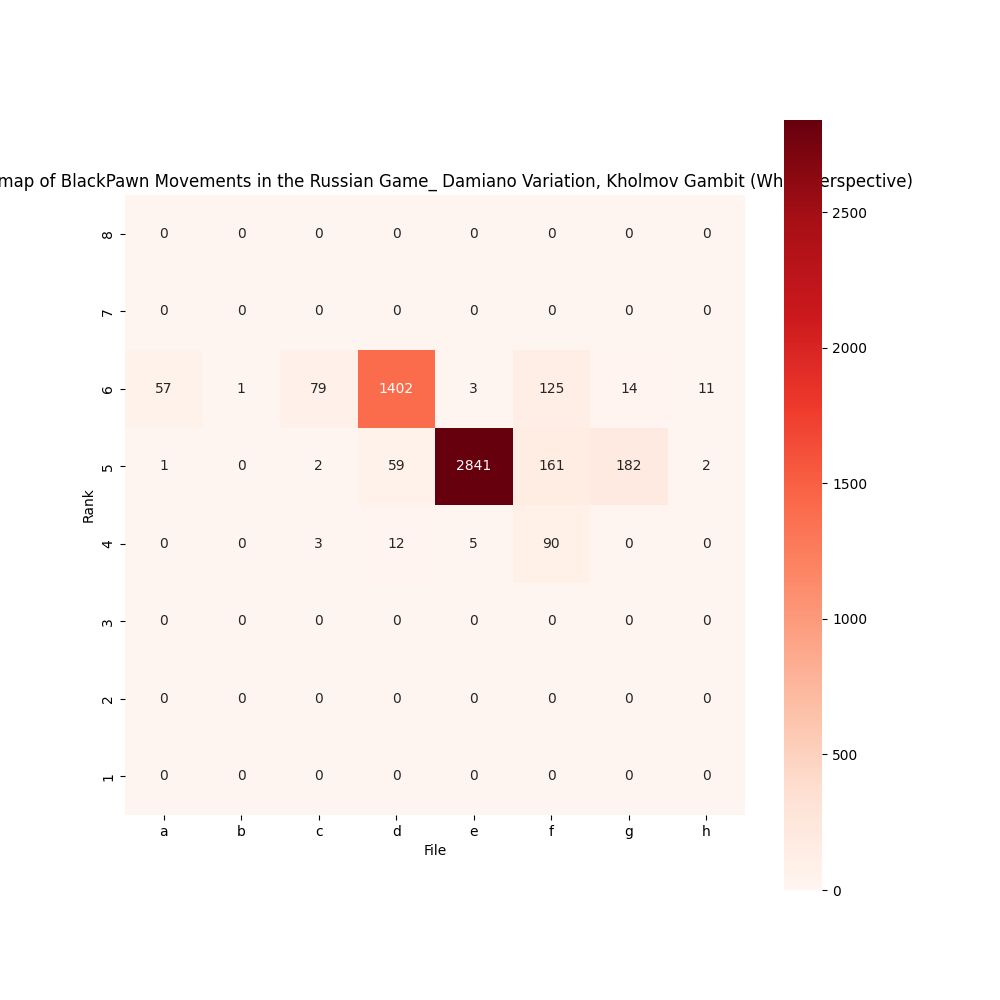 map of BlackPawn Movements in the Russian Game_ Damiano Variation, Kholmov Gambit (Wh erspective)
8 0 0 0 0 0 0 0 0
7 0 0 0 0 0 0 0 0
6 57 1 79 1402 3 125 14 11
5 1 0 2 59 2841 161 182 2
4 0 0 3 12 5 90 0 0
3 0 0 0 0 0 0 0 0
2 0 0 0 0 0 0 0 0
1 0 0 0 0 0 0 0 0
a b c d e f g h
File
Rank
2500
2000
1500
1000
500
0